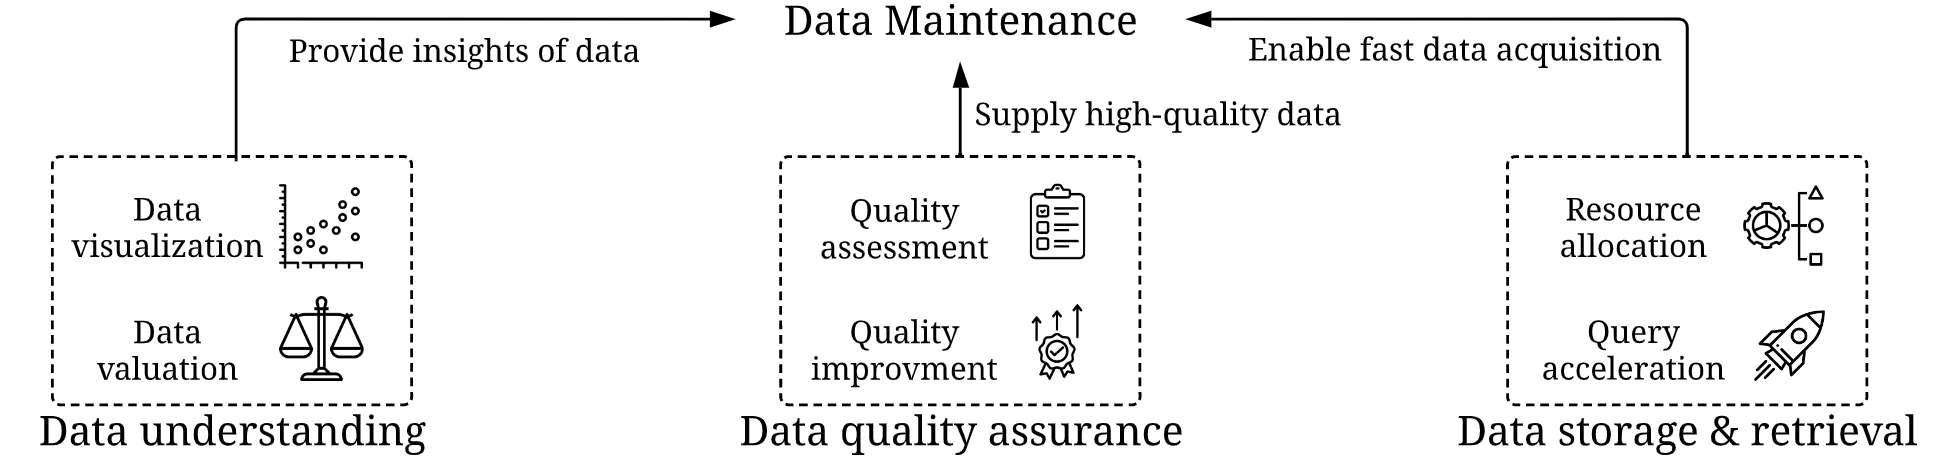 Data Maintenance
Provide insights of data
Enable fast data acquisition
Supply high-quality data
Data
visualization
Data
valuation
Data understanding
Quality
assessment
Quality
improvment
Data quality assurance
Resource
allocation
Query
acceleration
Data storage & retrieval